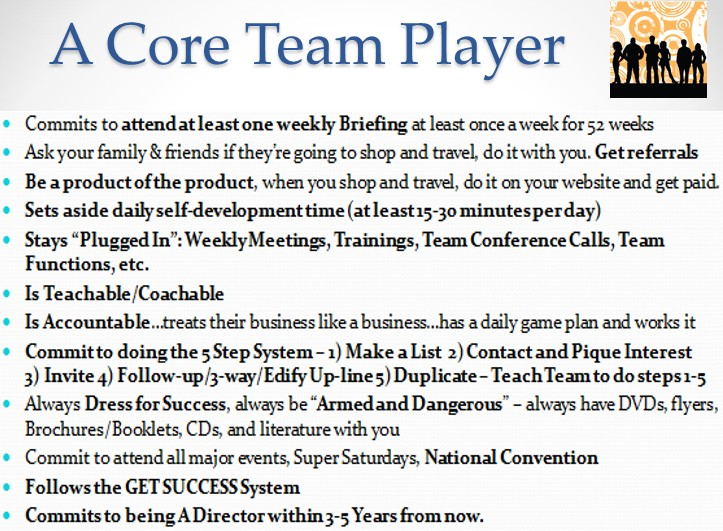 A Core Team Player
• Commits to attend at least one weekly Briefing at least once a week for 52 weeks
• Ask your family & friends if they're going to shop and travel, do it with you. Get referrals
• Be a product of the product, when you shop and travel, do it on your website and get paid.
• Sets aside daily self-development time (at least 15-30 minutes per day)
• Stays “Plugged In”: Weekly Meetings, Trainings, Team Conference Calls, Team
Functions, etc.
• Is Teachable/Coachable
• Is Accountable...treats their business like a business...has a daily game plan and works it
• Commit to doing the 5 Step System – 1) Make a List 2) Contact and Pique Interest
3) Invite 4) Follow-up/3-way/Edify Up-line 5) Duplicate – Teach Team to do steps 1-5
• Always Dress for Success, always be “Armed and Dangerous” – always have DVDs, flyers,
Brochures/Booklets, CDs, and literature with you
• Commit to attend all major events, Super Saturdays, National Convention
• Follows the GET SUCCESS System
• Commits to being A Director within 3-5 Years from now.